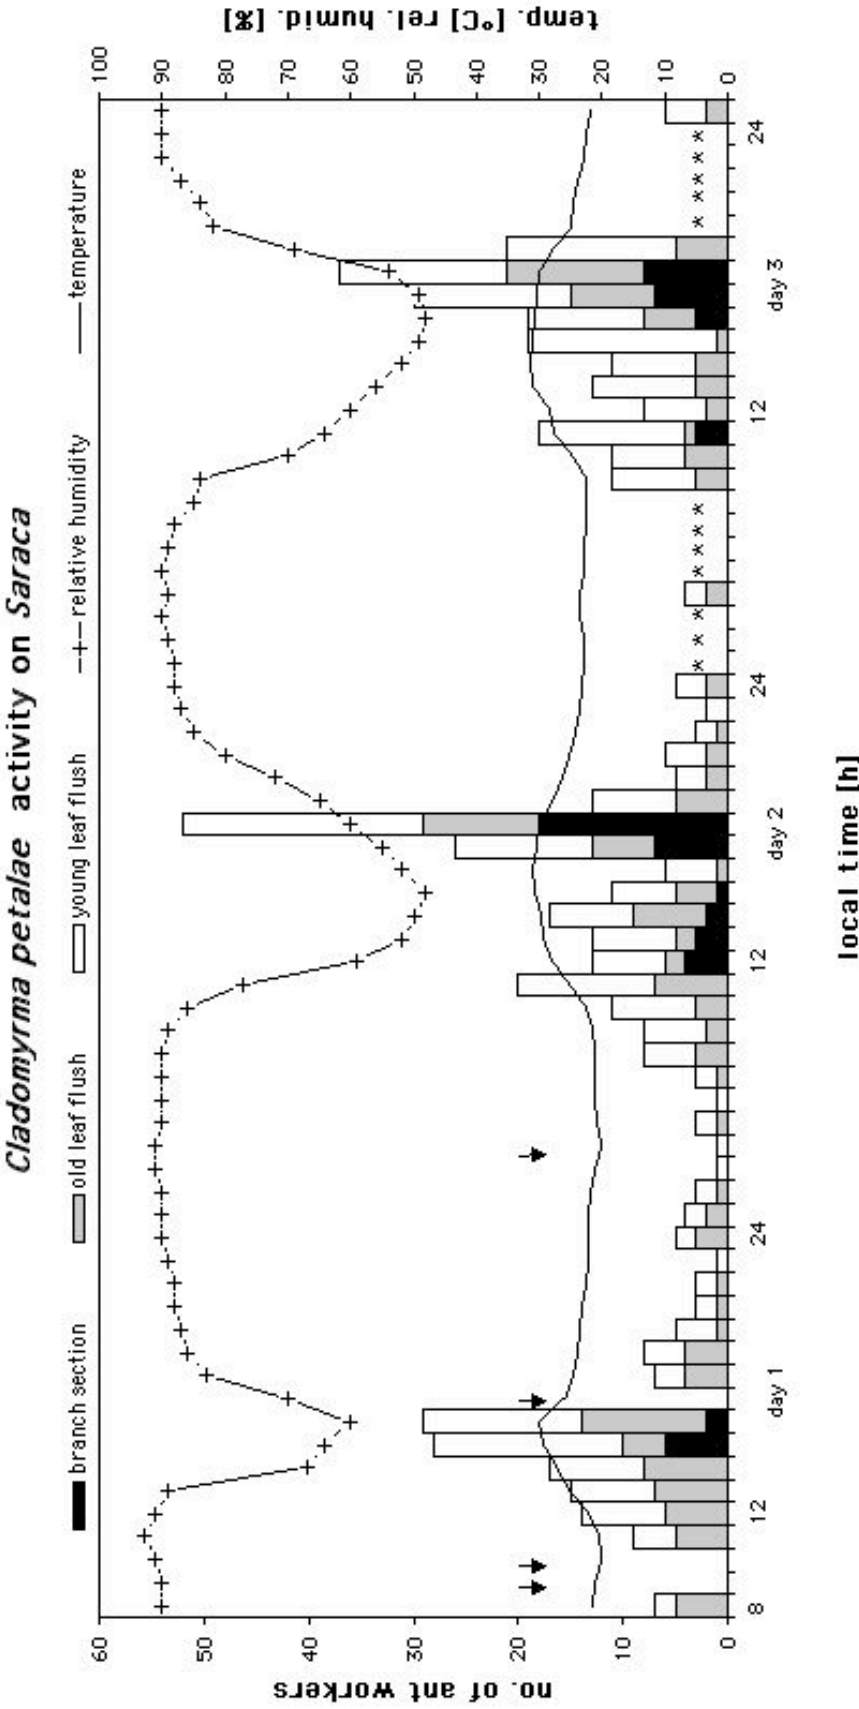 Cladomyrma petalae activity on Saraca
branch section old leaf flush young leaf flush relative humidity temperature
no. of ant workers
60
50
40
30
20
10
0
temp. [°C] rel. humid. [%]
100
90
80
70
60
50
40
30
20
10
0
* * * * * * * * * * * *
8 12 day 1 24 12 day 2 24 12 day 3 24
local time [h]